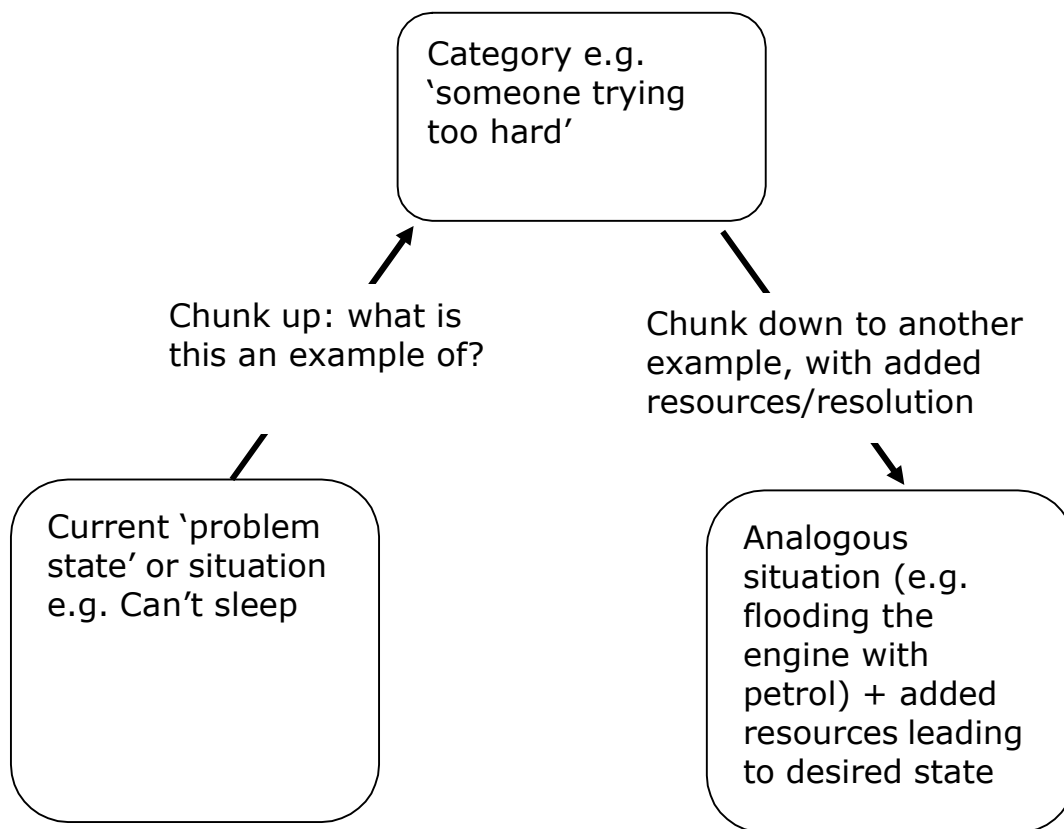 Category e.g.
‘someone trying
too hard’
Chunk up: what is
this an example of?
Chunk down to another
example, with added
resources/resolution
Current ‘problem
state’ or situation
e.g. Can’t sleep
Analogous
situation (e.g.
flooding the
engine with
petrol) + added
resources leading
to desired state